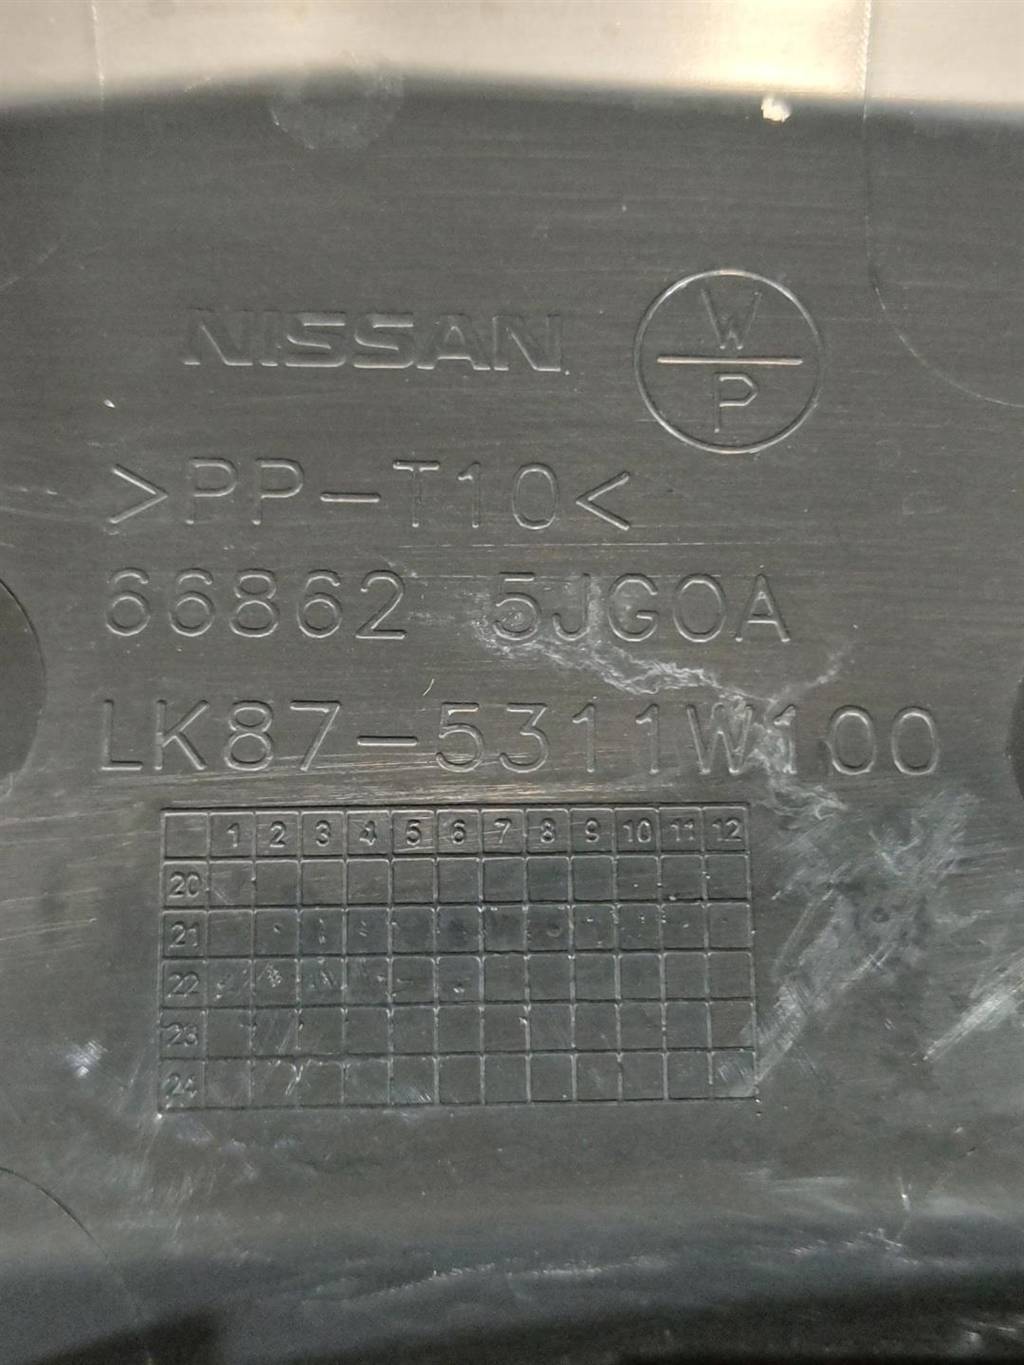 NISSAN
W
P
>PP-T10<
66862 5JG0A
LK87-5311W100
1 2 3 4 5 6 7 8 9 10 11 12
20
21
22
23
24